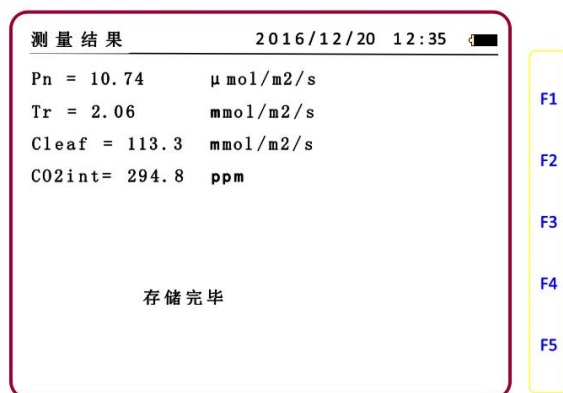 测量结果 2016/12/20 12:35
Pn = 10.74 μmol/m2/s
Tr = 2.06 mmol/m2/s
Cleaf = 113.3 mmol/m2/s
CO2int= 294.8 ppm
存储完毕
F1
F2
F3
F4
F5